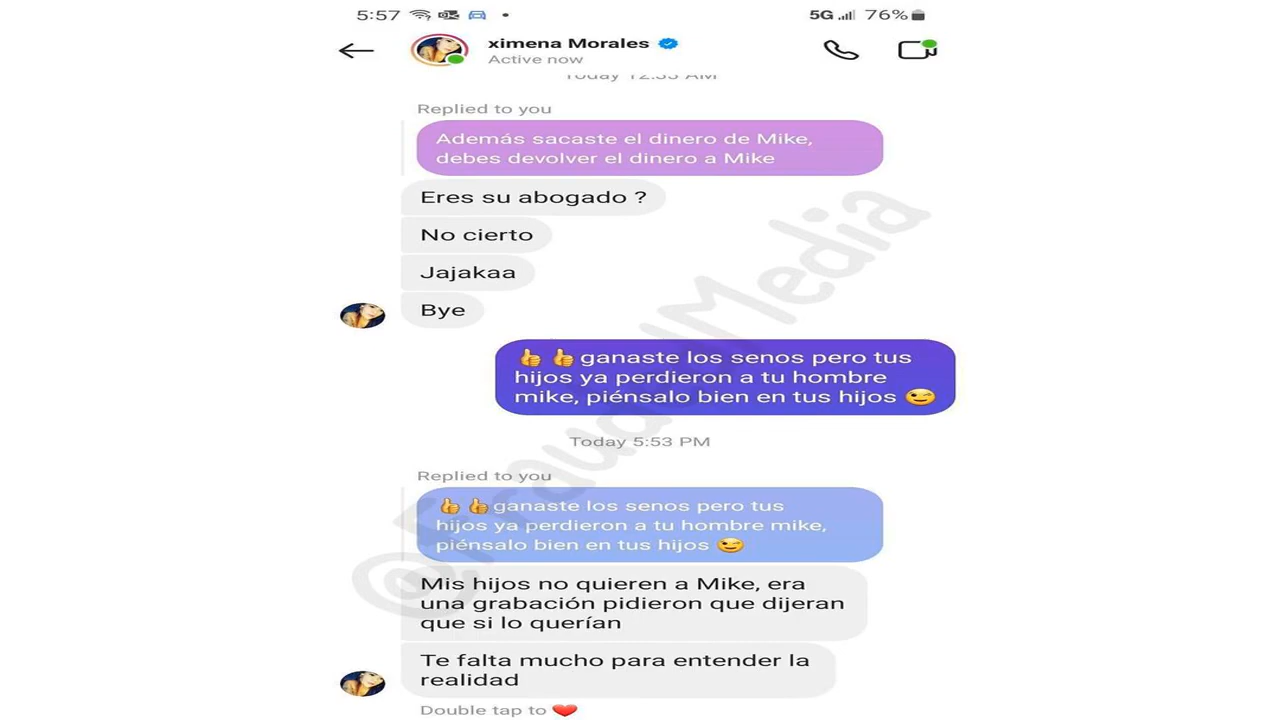 5:57
5G 76%
ximena Morales
Active now
Today 12:33 AM
Replied to you
Además sacaste el dinero de Mike,
debes devolver el dinero a Mike
Eres su abogado ?
No cierto
Jajakaa
Bye
👍 👍ganaste los senos pero tus
hijos ya perdieron a tu hombre
mike, piénsalo bien en tus hijos 😉
Today 5:53 PM
Replied to you
👍 👍ganaste los senos pero tus
hijos ya perdieron a tu hombre mike,
piénsalo bien en tus hijos 😉
Mis hijos no quieren a Mike, era
una grabación pidieron que dijeran
que si lo querían
Te falta mucho para entender la
realidad
Double tap to ❤️